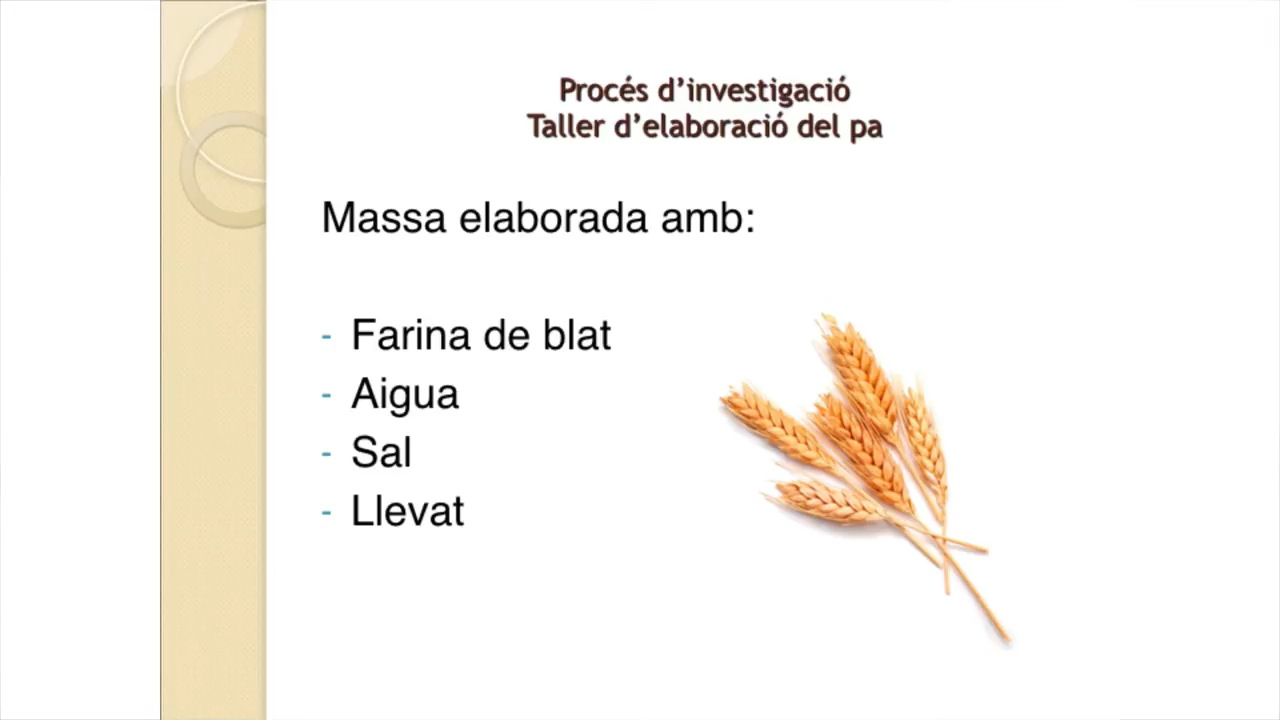 Procés d’investigació
Taller d’elaboració del pa
Massa elaborada amb:
- Farina de blat
- Aigua
- Sal
- Llevat